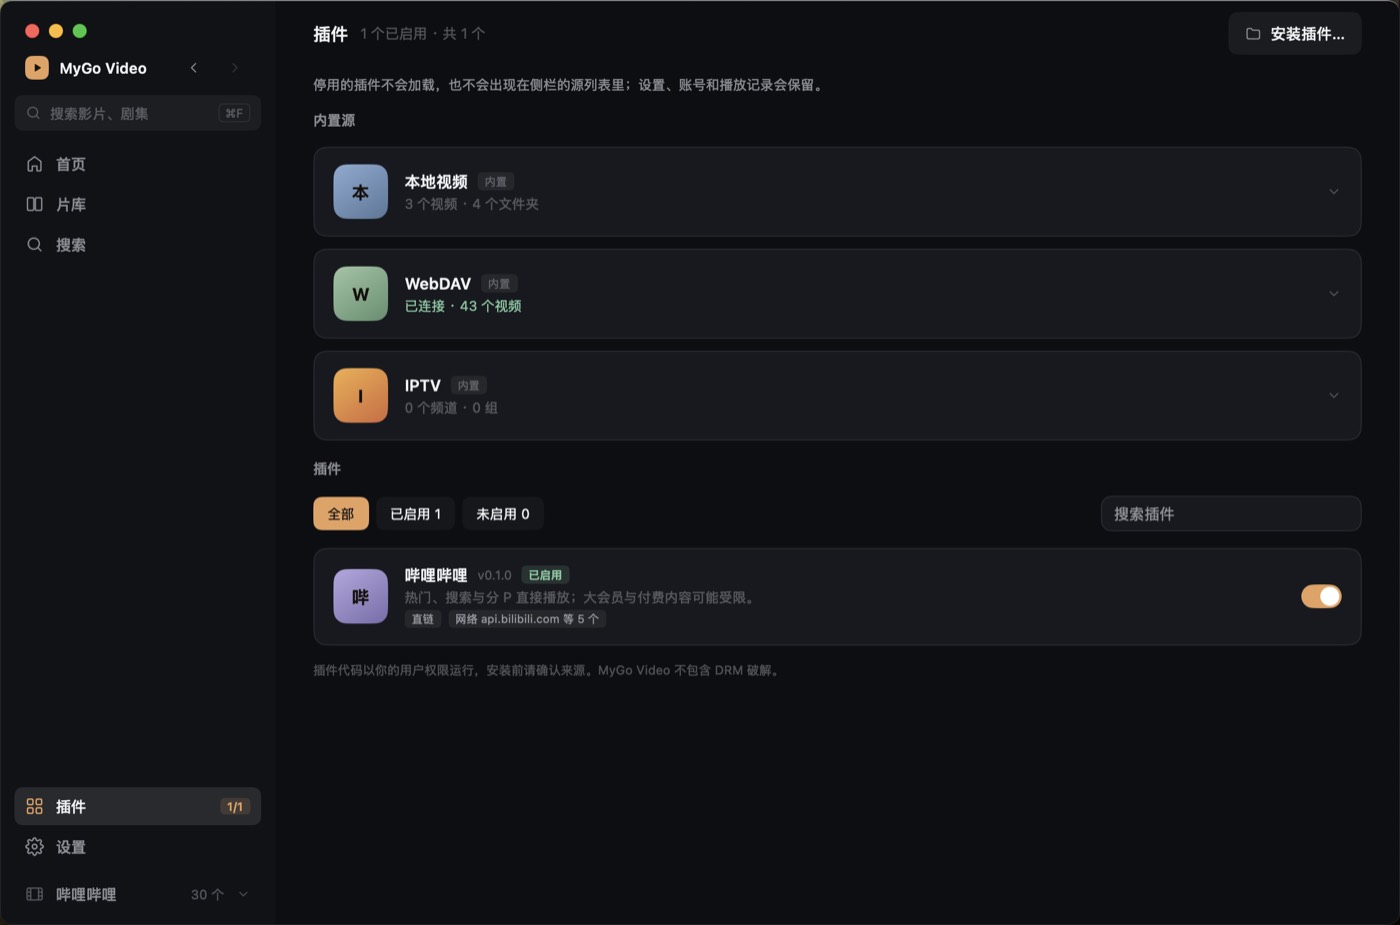 MyGo Video
搜索影片、剧集 ⌘F
首页
片库
搜索
插件 1/1
设置
哔哩哔哩 30 个
插件 1 个已启用 · 共 1 个
安装插件...
停用的插件不会加载，也不会出现在侧栏的源列表里；设置、账号和播放记录会保留。
内置源
本
本地视频 内置
3 个视频 · 4 个文件夹
W
WebDAV 内置
已连接 · 43 个视频
I
IPTV 内置
0 个频道 · 0 组
插件
全部 已启用 1 未启用 0
搜索插件
哔
哔哩哔哩 v0.1.0 已启用
热门、搜索与分 P 直接播放；大会员与付费内容可能受限。
直链 网络 api.bilibili.com 等 5 个
插件代码以你的用户权限运行，安装前请确认来源。MyGo Video 不包含 DRM 破解。